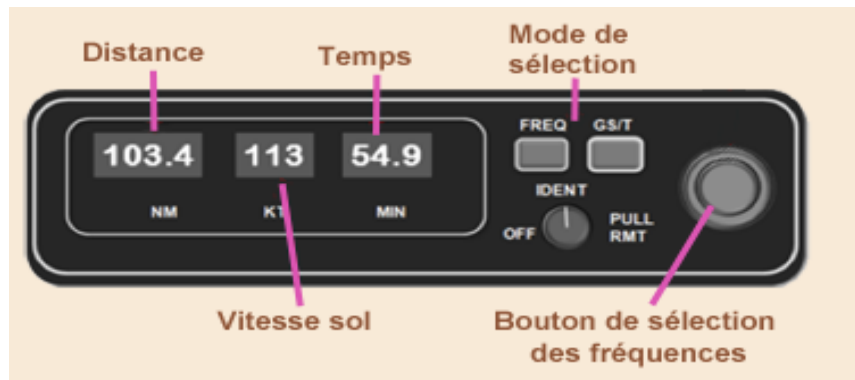 Distance
Temps
Mode de
sélection
FREQ GS/T
103.4 113 54.9
IDENT
NM KT MIN
OFF
PULL
RMT
Vitesse sol
Bouton de sélection
des fréquences